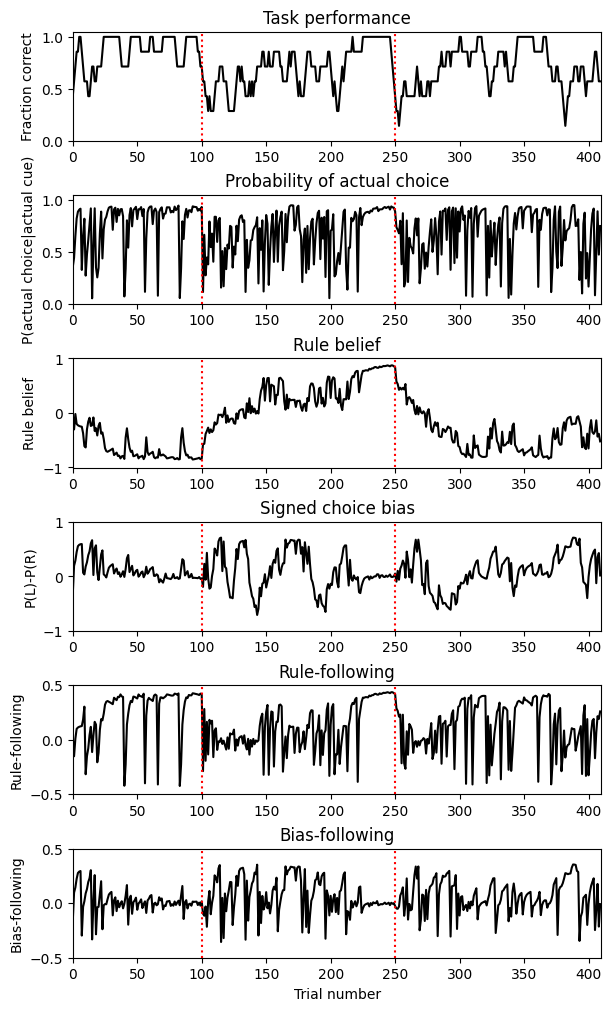 Task performance
Fraction correct
1.0
0.5
0.0
0 50 100 150 200 250 300 350 400
Probability of actual choice
P(actual choice|actual cue)
1.0
0.5
0.0
0 50 100 150 200 250 300 350 400
Rule belief
Rule belief
1
0
−1
0 50 100 150 200 250 300 350 400
Signed choice bias
P(L)-P(R)
1
0
−1
0 50 100 150 200 250 300 350 400
Rule-following
Rule-following
0.5
0.0
−0.5
0 50 100 150 200 250 300 350 400
Bias-following
Bias-following
0.5
0.0
−0.5
0 50 100 150 200 250 300 350 400
Trial number